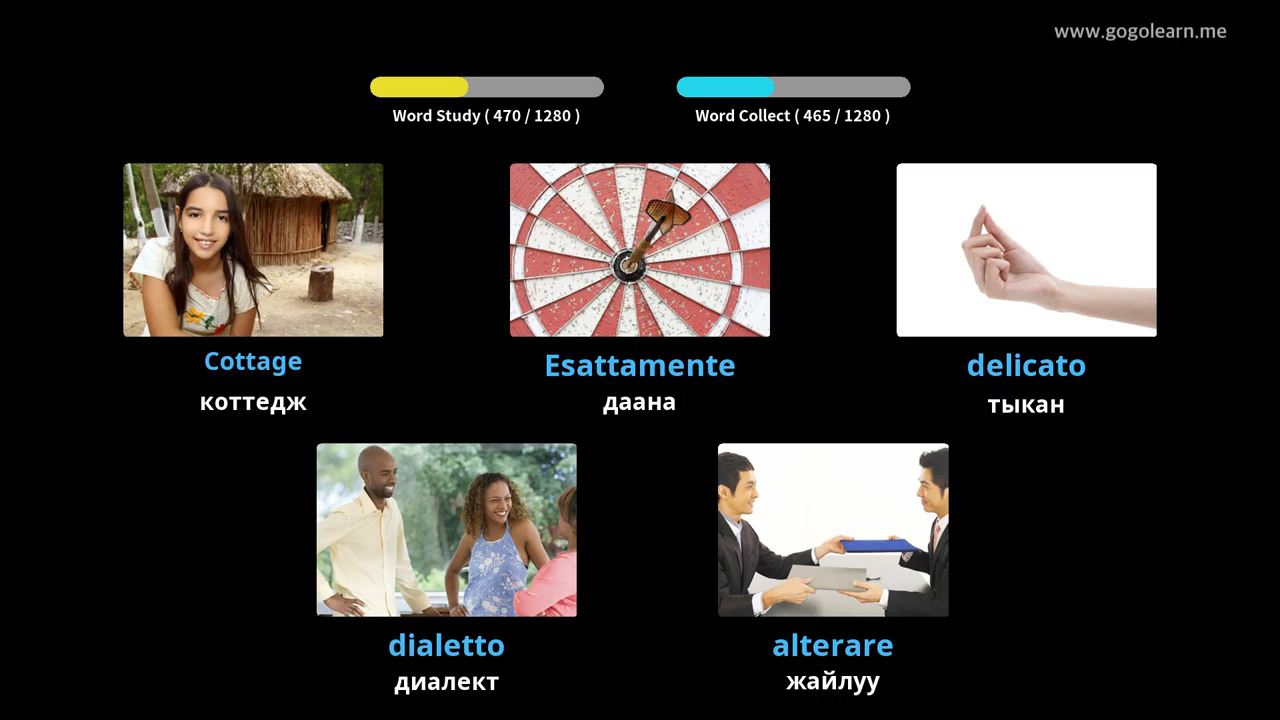 www.gogolearn.me
Word Study ( 470 / 1280 )
Word Collect ( 465 / 1280 )
Cottage
коттедж
Esattamente
даана
delicato
тыкан
dialetto
диалект
alterare
жайлуу